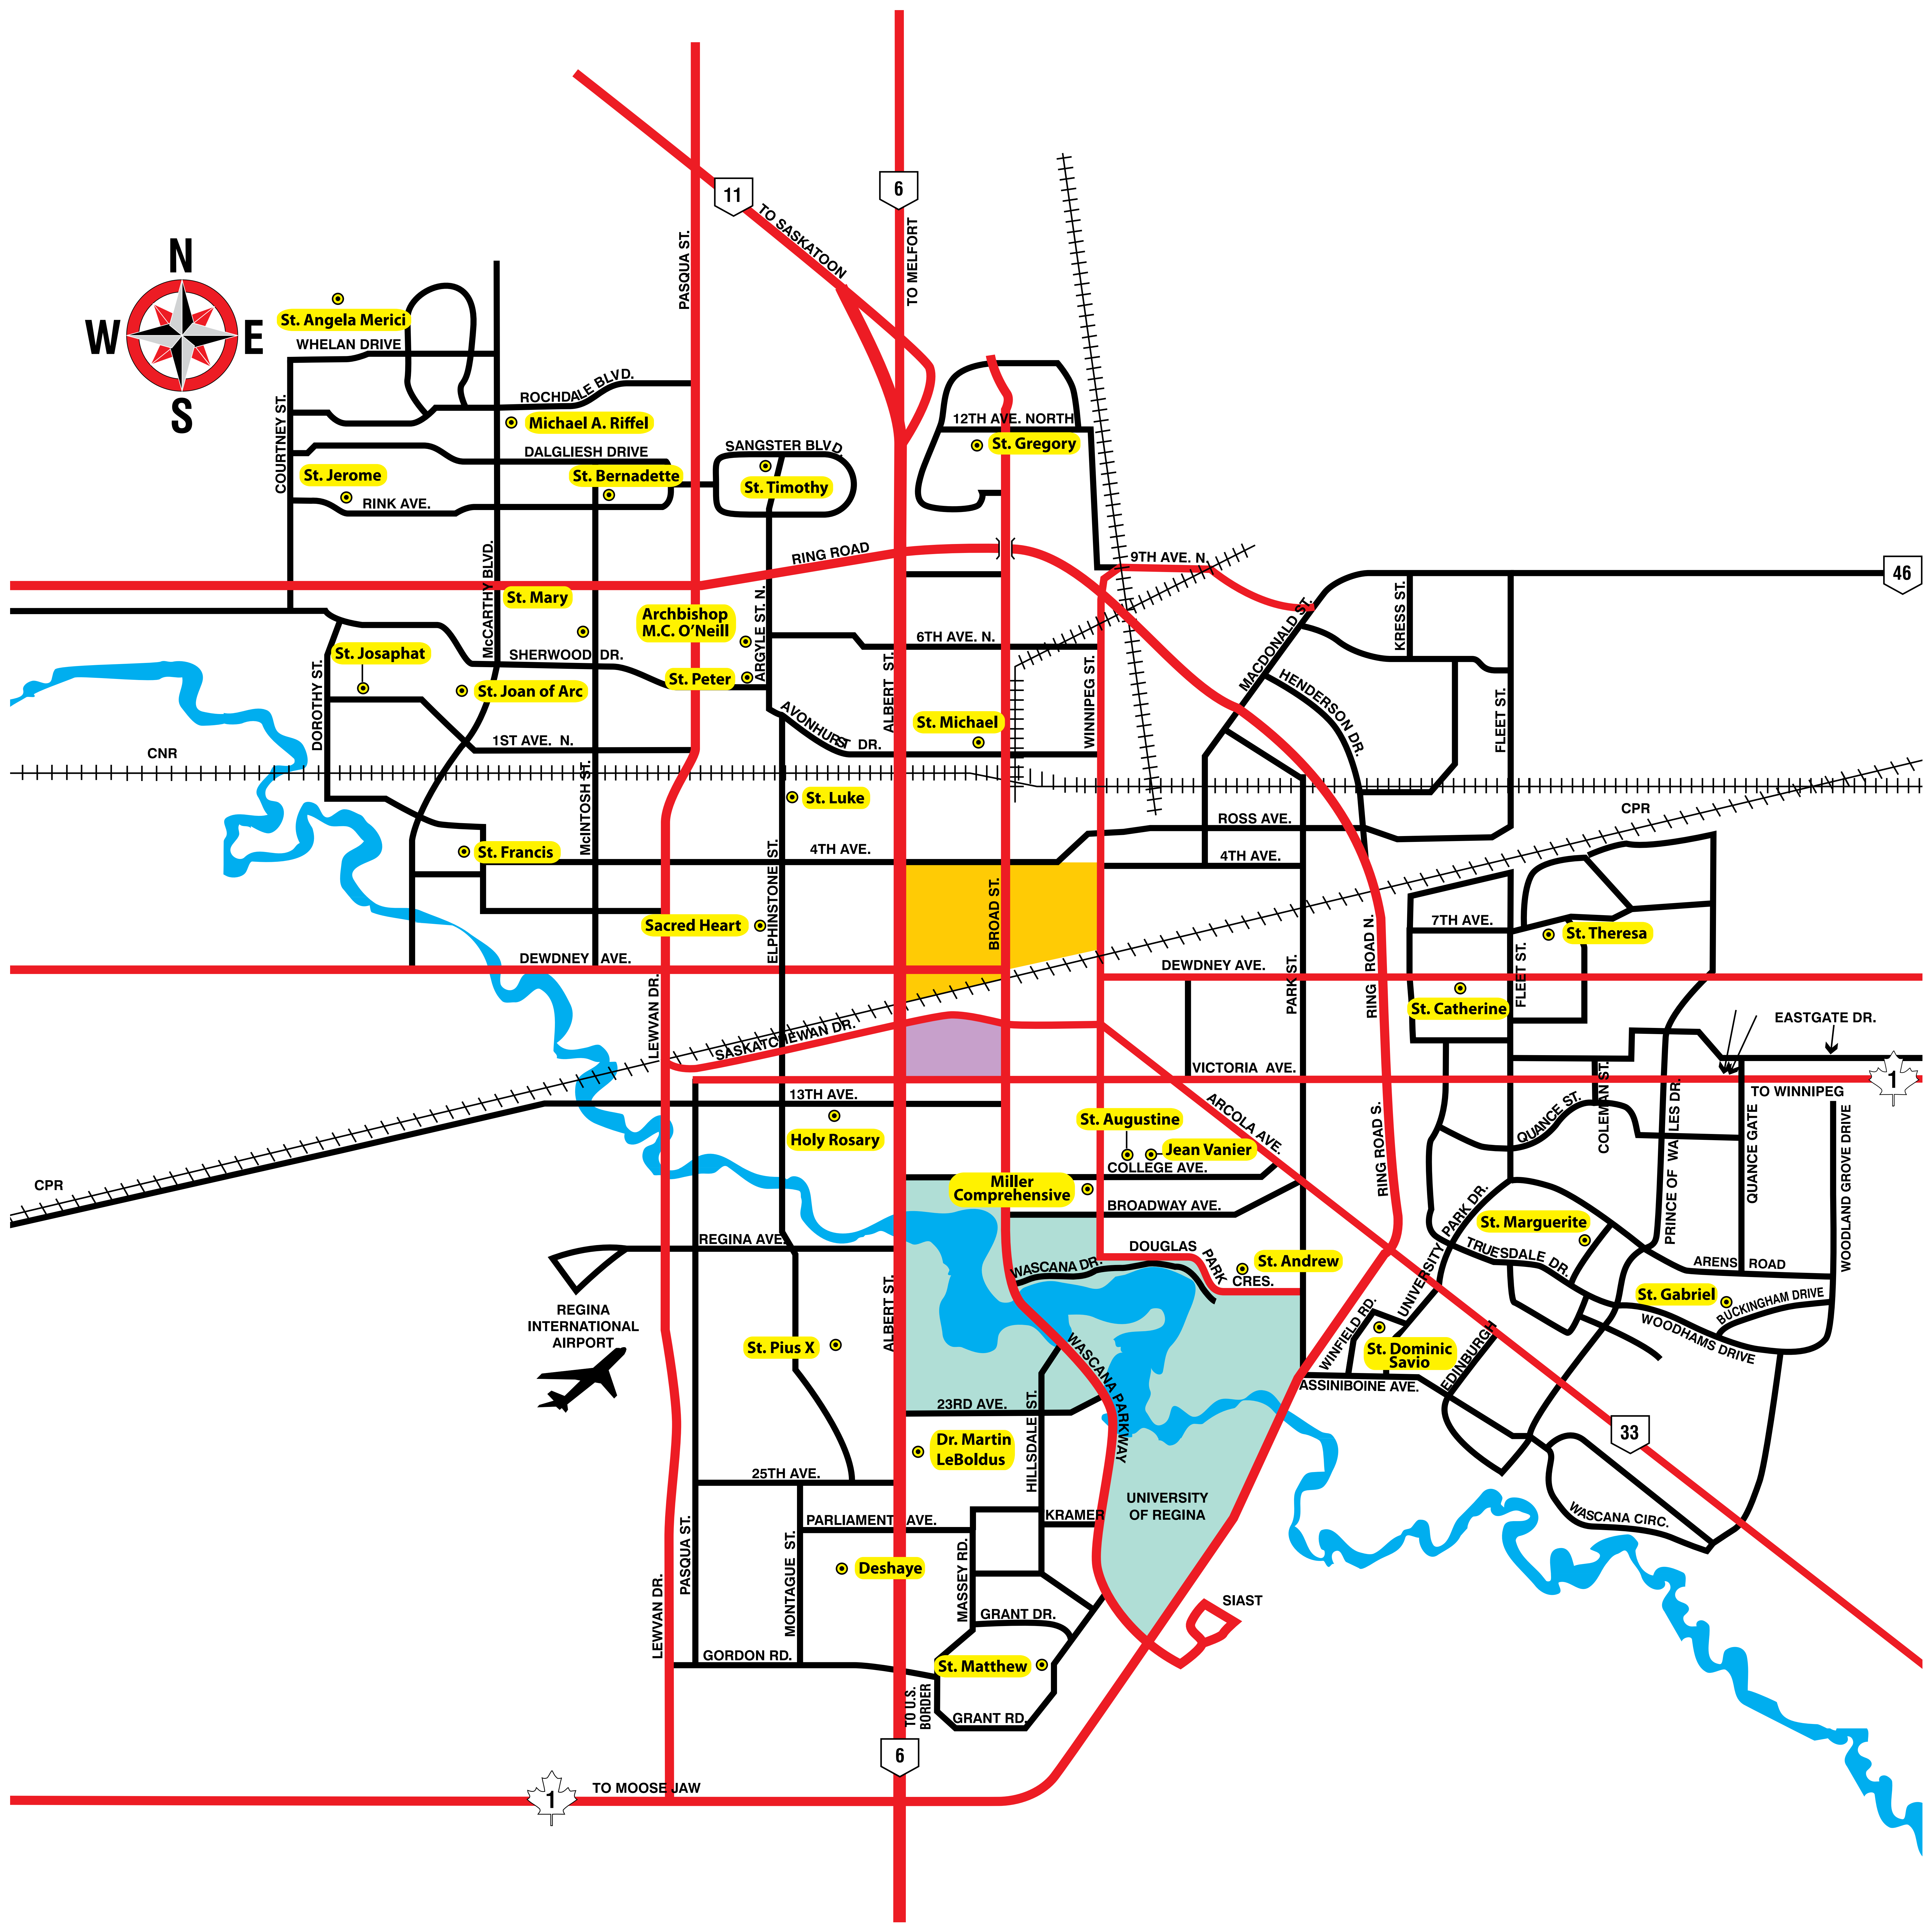 N
W
E
S
11
6
TO SASKATOON
TO MELFORT
PASQUA ST.
St. Angela Merici
WHELAN DRIVE
ROCHDALE BLVD.
Michael A. Riffel
COURTNEY ST.
DALGLIESH DRIVE
St. Jerome
St. Bernadette
RINK AVE.
SANGSTER BLVD.
St. Timothy
12TH AVE. NORTH
St. Gregory
RING ROAD
9TH AVE. N.
46
McCARTHY BLVD.
St. Mary
Archbishop
M.C. O'Neill
ARGYLE ST. N.
6TH AVE. N.
MACDONALD ST.
KRESS ST.
St. Josaphat
SHERWOOD DR.
St. Peter
St. Joan of Arc
DOROTHY ST.
ALBERT ST.
WINNIPEG ST.
HENDERSON DR.
FLEET ST.
AVONHURST DR.
St. Michael
1ST AVE. N.
CNR
McINTOSH ST.
St. Luke
CPR
ROSS AVE.
St. Francis
4TH AVE.
4TH AVE.
ELPHINSTONE ST.
BROAD ST.
Sacred Heart
7TH AVE.
St. Theresa
RING ROAD N.
FLEET ST.
DEWDNEY AVE.
DEWDNEY AVE.
PARK ST.
St. Catherine
LEWVAN DR.
SASKATCHEWAN DR.
EASTGATE DR.
VICTORIA AVE.
1
TO WINNIPEG
13TH AVE.
Holy Rosary
ARCOLA AVE.
St. Augustine
Jean Vanier
QUANCE ST.
COLEMAN ST.
PRINCE OF WALES DR.
QUANCE GATE
WOODLAND GROVE DRIVE
RING ROAD S.
CPR
COLLEGE AVE.
Miller
Comprehensive
BROADWAY AVE.
UNIVERSITY PARK DR.
St. Marguerite
REGINA AVE.
DOUGLAS
PARK
CRES.
St. Andrew
WASCANA DR.
TRUESDALE DR.
ARENS ROAD
St. Gabriel
BUCKINGHAM DRIVE
WOODHAMS DRIVE
REGINA
INTERNATIONAL
AIRPORT
ALBERT ST.
St. Pius X
WASCANA PARKWAY
WINFIELD RD.
St. Dominic
Savio
EDINBURGH
ASSINIBOINE AVE.
23RD AVE.
HILLSDALE ST.
Dr. Martin
LeBoldus
33
25TH AVE.
UNIVERSITY
OF REGINA
PARLIAMENT AVE.
KRAMER
WASCANA CIRC.
PASQUA ST.
MONTAGUE ST.
Deshaye
MASSEY RD.
SIAST
GRANT DR.
LEWVAN DR.
GORDON RD.
St. Matthew
TO U.S.
BORDER
GRANT RD.
6
1
TO MOOSE JAW